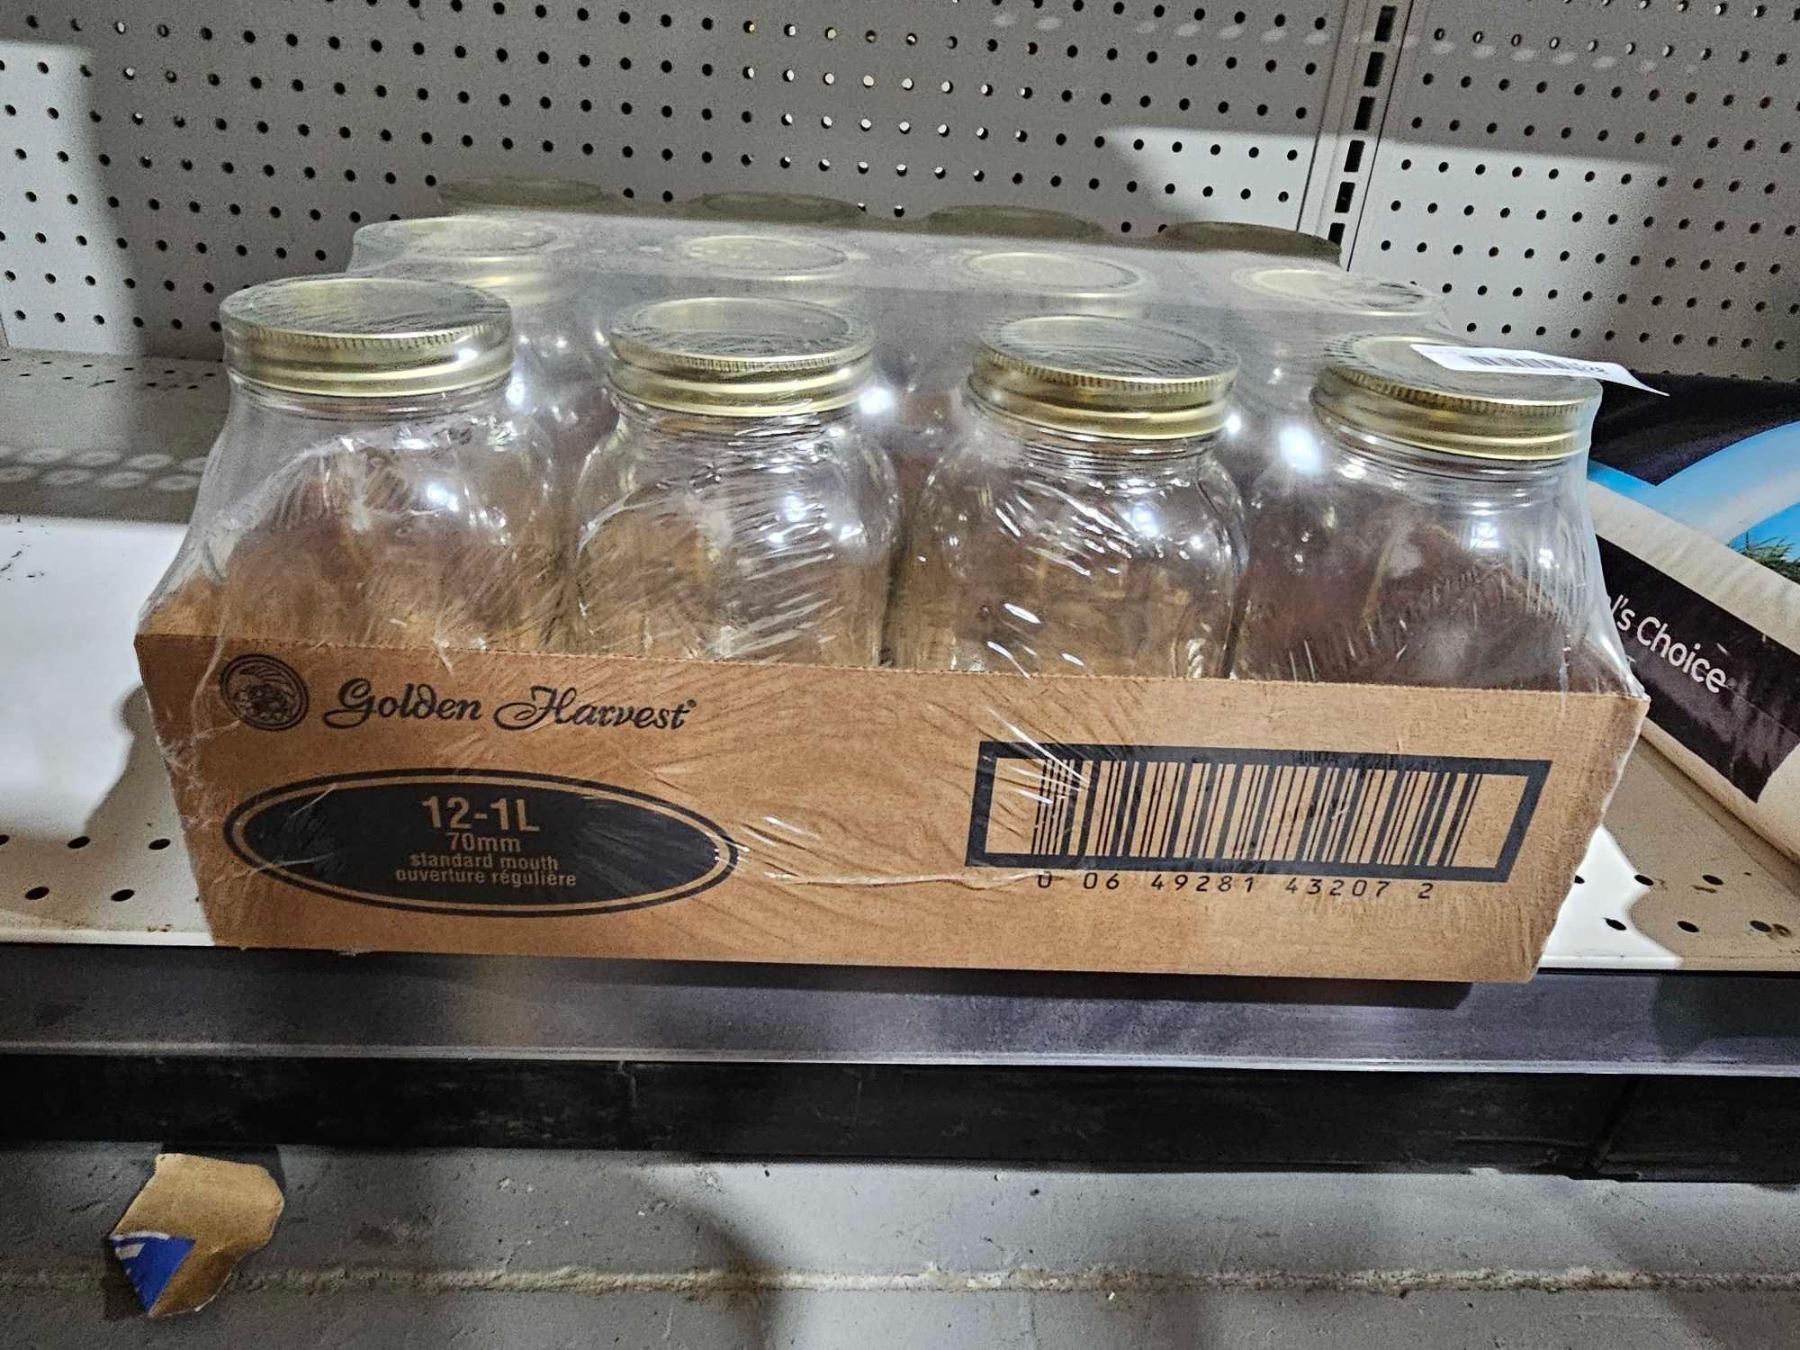 Golden Harvest®
12-1L
70mm
standard mouth
ouverture régulière
0 06 49281 43207 2
's Choice